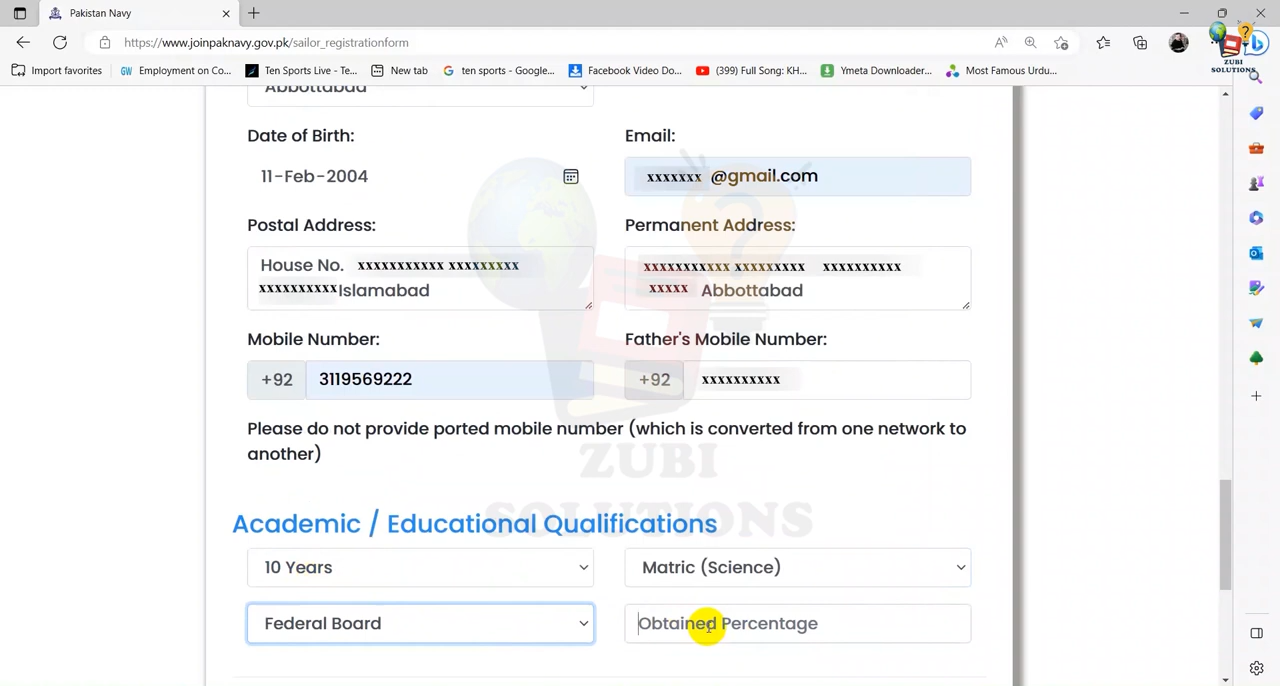 Pakistan Navy
https://www.joinpaknavy.gov.pk/sailor_registrationform
Import favorites
Employment on Co...
Ten Sports Live - Te...
New tab
ten sports - Google...
Facebook Video Do...
(399) Full Song: KH...
Ymeta Downloader...
Most Famous Urdu...
ZUBI
SOLUTIONS
Abbottabad
Date of Birth: Email:
11-Feb-2004 xxxxxxx @gmail.com
Postal Address: Permanent Address:
House No. xxxxxxxxxxx xxxxxxxxx xxxxxxxxxxx xxxxxxxxx xxxxxxxxxx
xxxxxxxxxx Islamabad xxxxx Abbottabad
Mobile Number: Father's Mobile Number:
+92 3119569222 +92 xxxxxxxxxx
Please do not provide ported mobile number (which is converted from one network to
another)
ZUBI
SOLUTIONS
Academic / Educational Qualifications
10 Years Matric (Science)
Federal Board Obtained Percentage